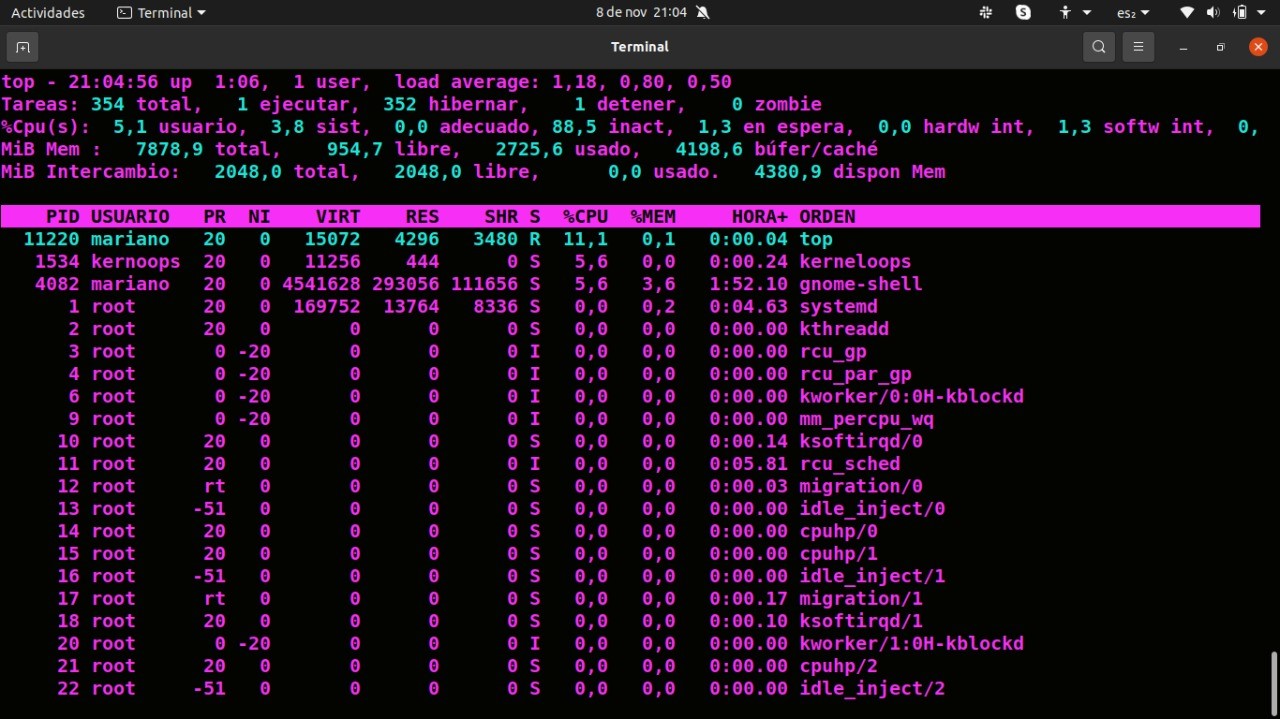 Actividades Terminal 8 de nov 21:04 es₂
Terminal
top - 21:04:56 up  1:06,  1 user,  load average: 1,18, 0,80, 0,50
Tareas: 354 total,   1 ejecutar,  352 hibernar,    1 detener,    0 zombie
%Cpu(s):  5,1 usuario,  3,8 sist,  0,0 adecuado, 88,5 inact,  1,3 en espera,  0,0 hardw int,  1,3 softw int,  0,
MiB Mem :   7878,9 total,    954,7 libre,   2725,6 usado,   4198,6 búfer/caché
MiB Intercambio:   2048,0 total,   2048,0 libre,      0,0 usado.   4380,9 dispon Mem
PID USUARIO   PR  NI    VIRT    RES    SHR S  %CPU  %MEM     HORA+ ORDEN
11220 mariano   20   0   15072   4296   3480 R  11,1   0,1   0:00.04 top
1534 kernoops  20   0   11256    444      0 S   5,6   0,0   0:00.24 kerneloops
4082 mariano   20   0 4541628 293056 111656 S   5,6   3,6   1:52.10 gnome-shell
1 root      20   0  169752  13764   8336 S   0,0   0,2   0:04.63 systemd
2 root      20   0       0      0      0 S   0,0   0,0   0:00.00 kthreadd
3 root       0 -20       0      0      0 I   0,0   0,0   0:00.00 rcu_gp
4 root       0 -20       0      0      0 I   0,0   0,0   0:00.00 rcu_par_gp
6 root       0 -20       0      0      0 I   0,0   0,0   0:00.00 kworker/0:0H-kblockd
9 root       0 -20       0      0      0 I   0,0   0,0   0:00.00 mm_percpu_wq
10 root      20   0       0      0      0 S   0,0   0,0   0:00.14 ksoftirqd/0
11 root      20   0       0      0      0 I   0,0   0,0   0:05.81 rcu_sched
12 root      rt   0       0      0      0 S   0,0   0,0   0:00.03 migration/0
13 root     -51   0       0      0      0 S   0,0   0,0   0:00.00 idle_inject/0
14 root      20   0       0      0      0 S   0,0   0,0   0:00.00 cpuhp/0
15 root      20   0       0      0      0 S   0,0   0,0   0:00.00 cpuhp/1
16 root     -51   0       0      0      0 S   0,0   0,0   0:00.00 idle_inject/1
17 root      rt   0       0      0      0 S   0,0   0,0   0:00.17 migration/1
18 root      20   0       0      0      0 S   0,0   0,0   0:00.10 ksoftirqd/1
20 root       0 -20       0      0      0 I   0,0   0,0   0:00.00 kworker/1:0H-kblockd
21 root      20   0       0      0      0 S   0,0   0,0   0:00.00 cpuhp/2
22 root     -51   0       0      0      0 S   0,0   0,0   0:00.00 idle_inject/2